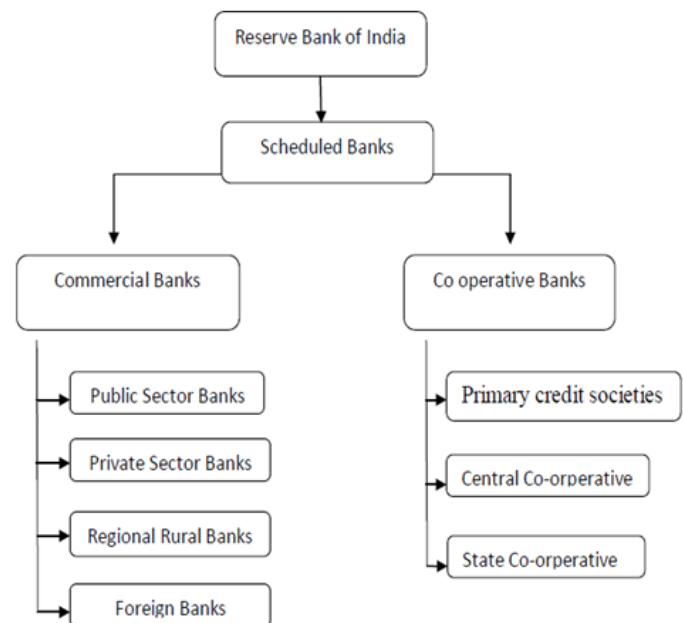 Reserve Bank of India
Scheduled Banks
Commercial Banks
Public Sector Banks
Private Sector Banks
Regional Rural Banks
Foreign Banks
Co operative Banks
Primary credit societies
Central Co-orperative
State Co-orperative